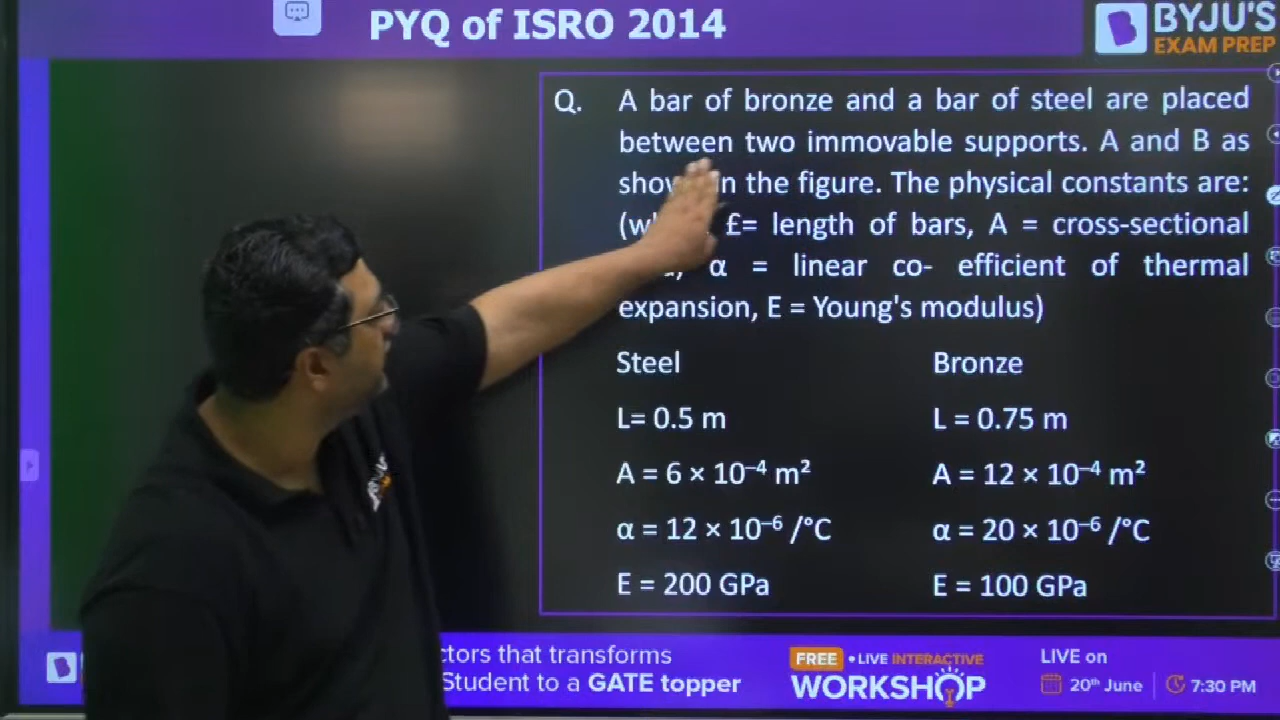 PYQ of ISRO 2014
BYJU'S
EXAM PREP
Q. A bar of bronze and a bar of steel are placed
between two immovable supports. A and B as
in the figure. The physical constants are:
£= length of bars, A = cross-sectional
α = linear co- efficient of thermal
expansion, E = Young's modulus)
Steel Bronze
L= 0.5 m L = 0.75 m
A = 6 × 10⁻⁴ m² A = 12 × 10⁻⁴ m²
α = 12 × 10⁻⁶ /°C α = 20 × 10⁻⁶ /°C
E = 200 GPa E = 100 GPa
that transforms
Student to a GATE topper
FREE • LIVE INTERACTIVE
WORKSHOP
LIVE on
20th June 7:30 PM